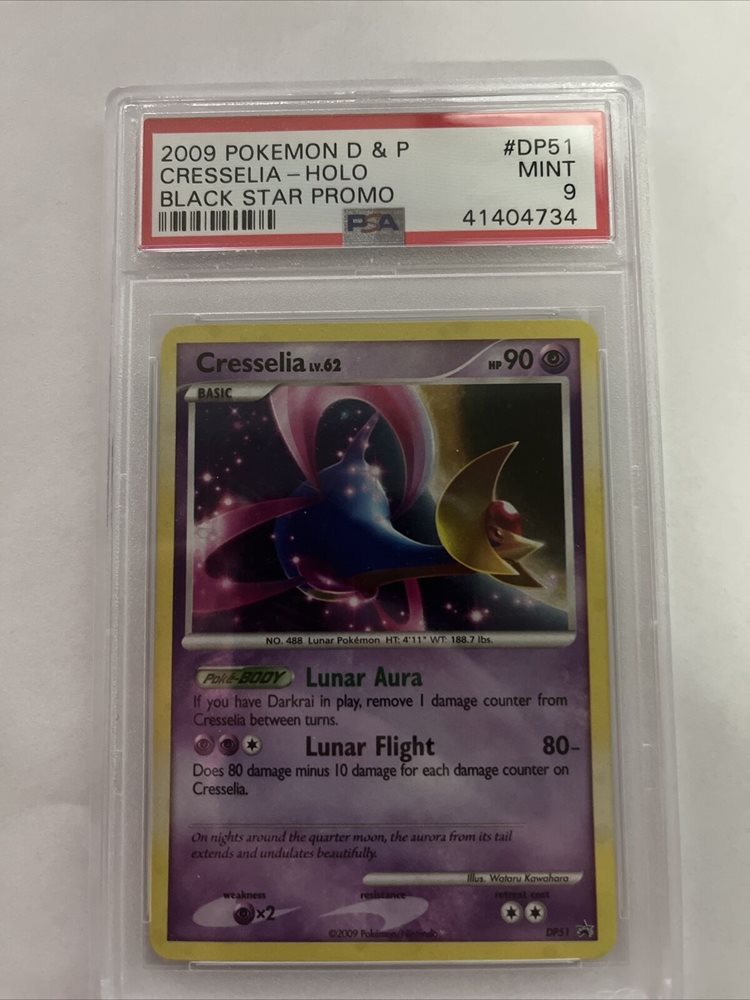 2009 POKEMON D & P #DP51
CRESSELIA - HOLO MINT
BLACK STAR PROMO 9
PSA 41404734
Cresselia LV.62 HP 90
BASIC
NO. 488 Lunar Pokémon HT: 4'11" WT: 188.7 lbs.
Poké-BODY Lunar Aura
If you have Darkrai in play, remove 1 damage counter from
Cresselia between turns.
Lunar Flight 80-
Does 80 damage minus 10 damage for each damage counter on
Cresselia.
On nights around the quarter moon, the aurora from its tail
extends and undulates beautifully.
Illus. Wataru Kawahara
weakness resistance retreat cost
×2
©2009 Pokémon/Nintendo DP51